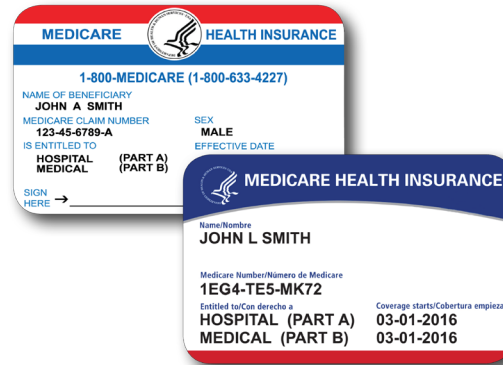 MEDICARE HEALTH INSURANCE
1-800-MEDICARE (1-800-633-4227)
NAME OF BENEFICIARY
JOHN A SMITH
MEDICARE CLAIM NUMBER SEX
123-45-6789-A MALE
IS ENTITLED TO EFFECTIVE DATE
HOSPITAL (PART A)
MEDICAL (PART B)
SIGN
HERE →
MEDICARE HEALTH INSURANCE
Name/Nombre
JOHN L SMITH
Medicare Number/Número de Medicare
1EG4-TE5-MK72
Entitled to/Con derecho a Coverage starts/Cobertura empieza
HOSPITAL (PART A) 03-01-2016
MEDICAL (PART B) 03-01-2016